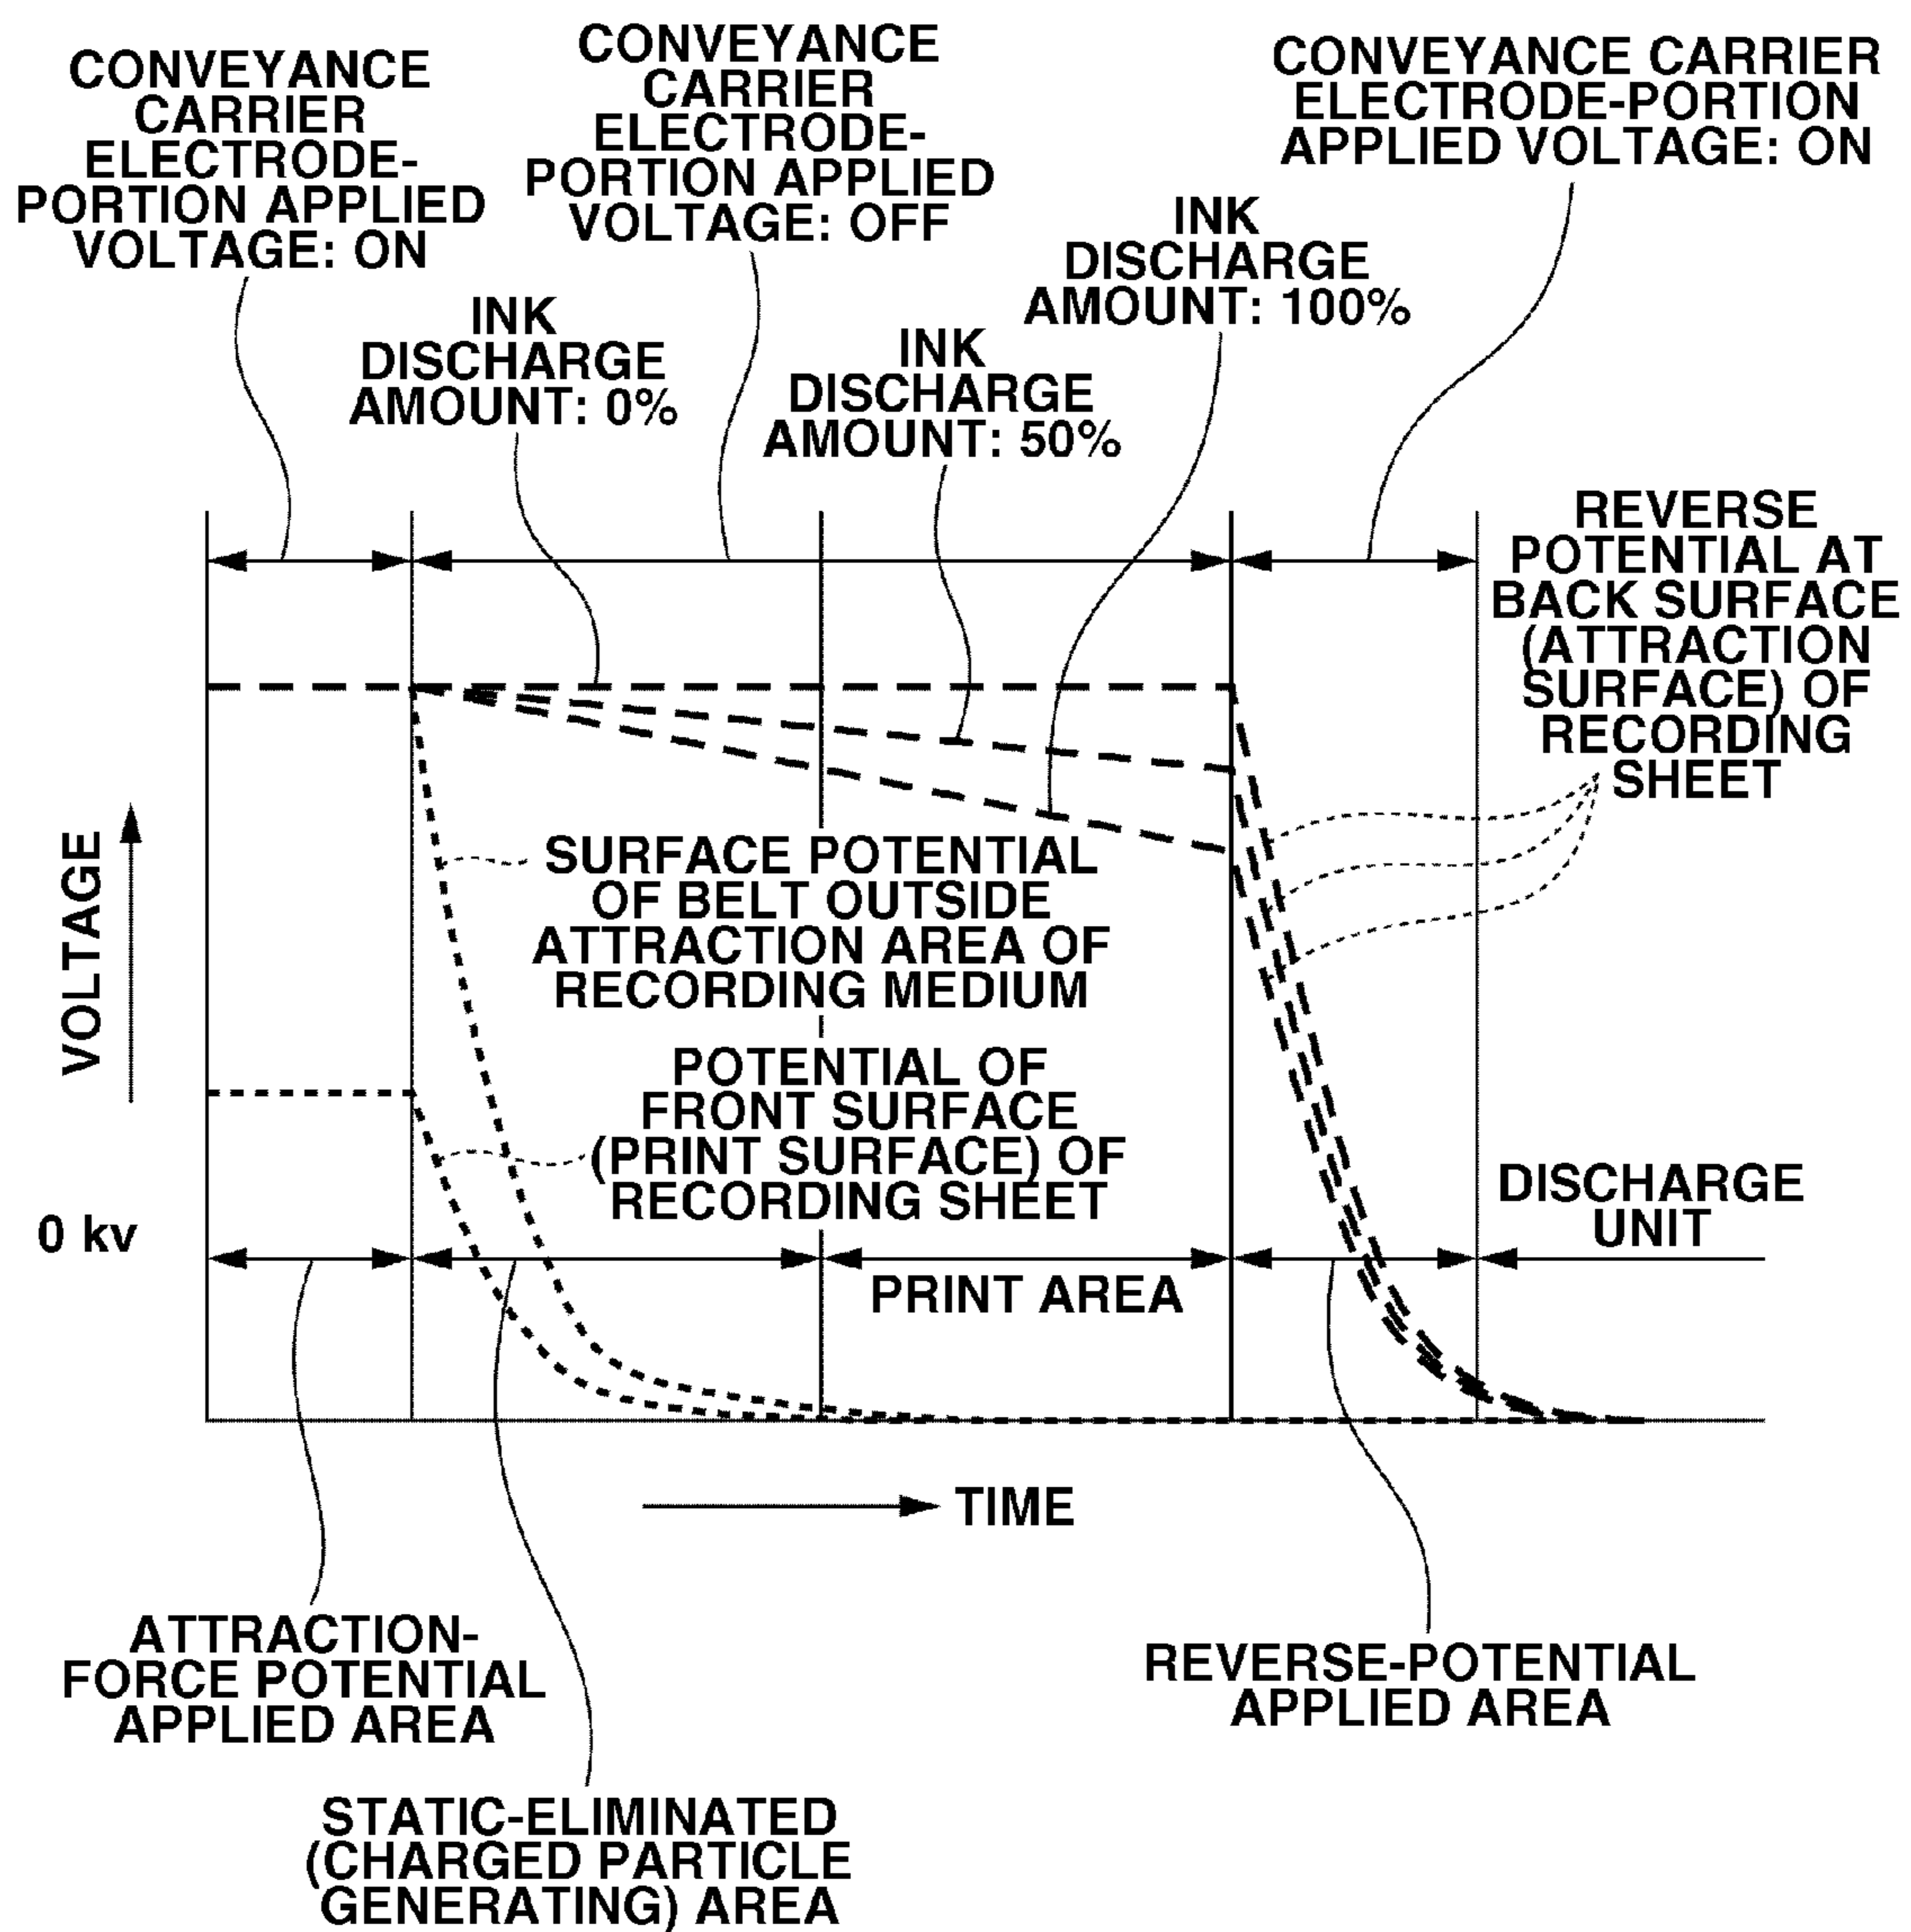 CONVEYANCE
CARRIER
ELECTRODE-
PORTION APPLIED
VOLTAGE: ON
CONVEYANCE
CARRIER
ELECTRODE-
PORTION APPLIED
VOLTAGE: OFF
CONVEYANCE CARRIER
ELECTRODE-PORTION
APPLIED VOLTAGE: ON
INK
DISCHARGE
AMOUNT: 0%
INK
DISCHARGE
AMOUNT: 50%
INK
DISCHARGE
AMOUNT: 100%
REVERSE
POTENTIAL AT
BACK SURFACE
(ATTRACTION
SURFACE) OF
RECORDING
SHEET
VOLTAGE
SURFACE POTENTIAL
OF BELT OUTSIDE
ATTRACTION AREA OF
RECORDING MEDIUM
POTENTIAL OF
FRONT SURFACE
(PRINT SURFACE) OF
RECORDING SHEET
0 kv
DISCHARGE
UNIT
PRINT AREA
TIME
ATTRACTION-
FORCE POTENTIAL
APPLIED AREA
REVERSE-POTENTIAL
APPLIED AREA
STATIC-ELIMINATED
(CHARGED PARTICLE
GENERATING) AREA